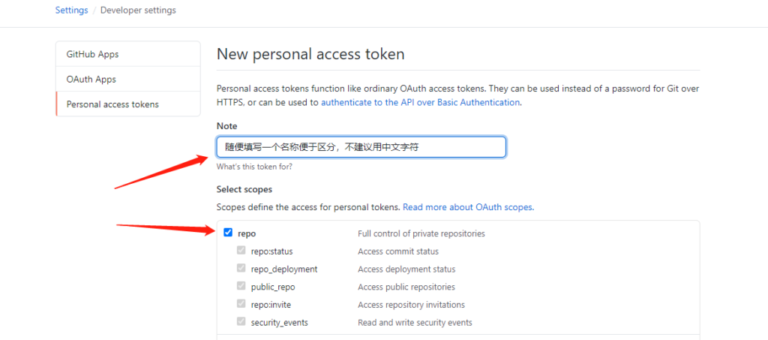 Settings / Developer settings
GitHub Apps
OAuth Apps
Personal access tokens
New personal access token
Personal access tokens function like ordinary OAuth access tokens. They can be used instead of a password for Git over
HTTPS, or can be used to authenticate to the API over Basic Authentication.
Note
随便填写一个名称便于区分，不建议用中文字符
What's this token for?
Select scopes
Scopes define the access for personal tokens. Read more about OAuth scopes.
repo Full control of private repositories
repo:status Access commit status
repo_deployment Access deployment status
public_repo Access public repositories
repo:invite Access repository invitations
security_events Read and write security events